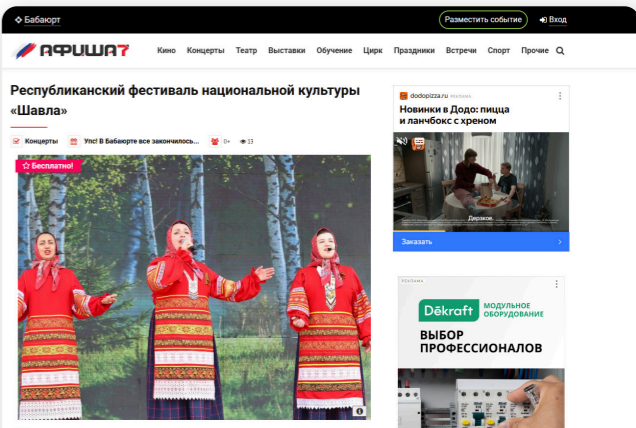 Бабаюрт
Разместить событие
Вход
АФИША7
Кино Концерты Театр Выставки Обучение Цирк Праздники Встречи Спорт Прочие
Республиканский фестиваль национальной культуры
«Шавла»
Концерты
Упс! В Бабаюрте все закончилось...
0+
13
Бесплатно!
dodopizza.ru РЕКЛАМА
Новинки в Додо: пицца
и ланчбокс с хреном
Дерзкое.
Заказать
РЕКЛАМА
Dekraft
МОДУЛЬНОЕ
ОБОРУДОВАНИЕ
ВЫБОР
ПРОФЕССИОНАЛОВ